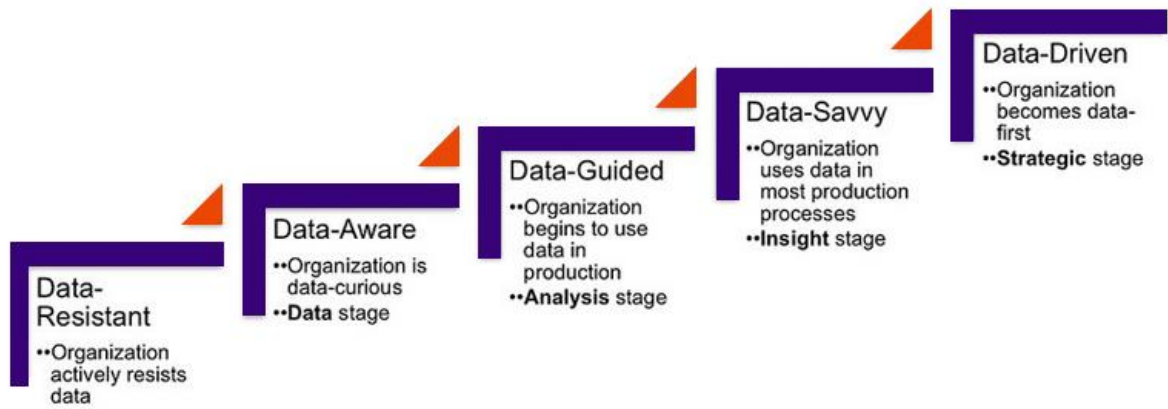 Data-
Resistant
••Organization
actively resists
data
Data-Aware
••Organization is
data-curious
••Data stage
Data-Guided
••Organization
begins to use
data in
production
••Analysis stage
Data-Savvy
••Organization
uses data in
most production
processes
••Insight stage
Data-Driven
••Organization
becomes data-
first
••Strategic stage